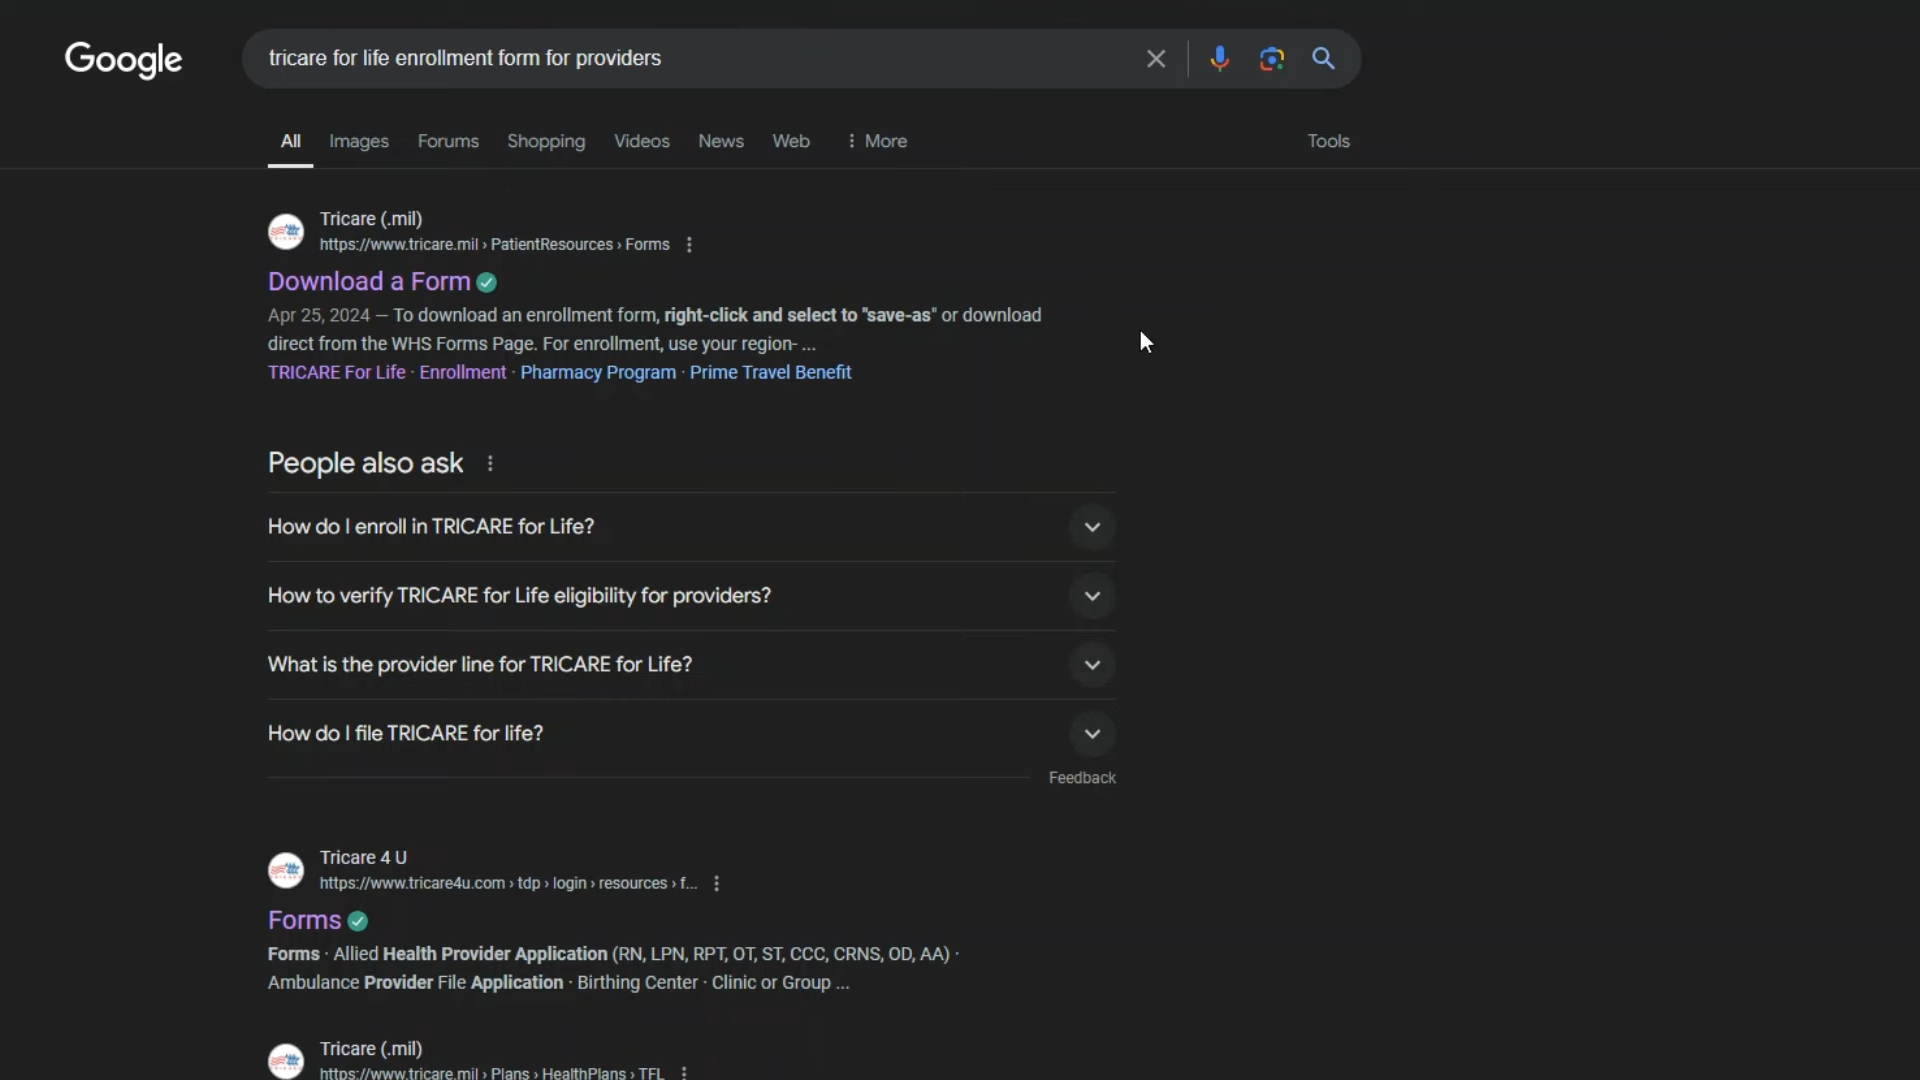 Google
tricare for life enrollment form for providers
All Images Forums Shopping Videos News Web More Tools
Tricare (.mil)
https://www.tricare.mil › PatientResources › Forms
Download a Form
Apr 25, 2024 — To download an enrollment form, right-click and select to "save-as" or download
direct from the WHS Forms Page. For enrollment, use your region- ...
TRICARE For Life · Enrollment · Pharmacy Program · Prime Travel Benefit
People also ask
How do I enroll in TRICARE for Life?
How to verify TRICARE for Life eligibility for providers?
What is the provider line for TRICARE for Life?
How do I file TRICARE for life?
Feedback
Tricare 4 U
https://www.tricare4u.com › tdp › login › resources › f...
Forms
Forms · Allied Health Provider Application (RN, LPN, RPT, OT, ST, CCC, CRNS, OD, AA) ·
Ambulance Provider File Application · Birthing Center · Clinic or Group ...
Tricare (.mil)
https://www.tricare.mil › Plans › HealthPlans › TFL